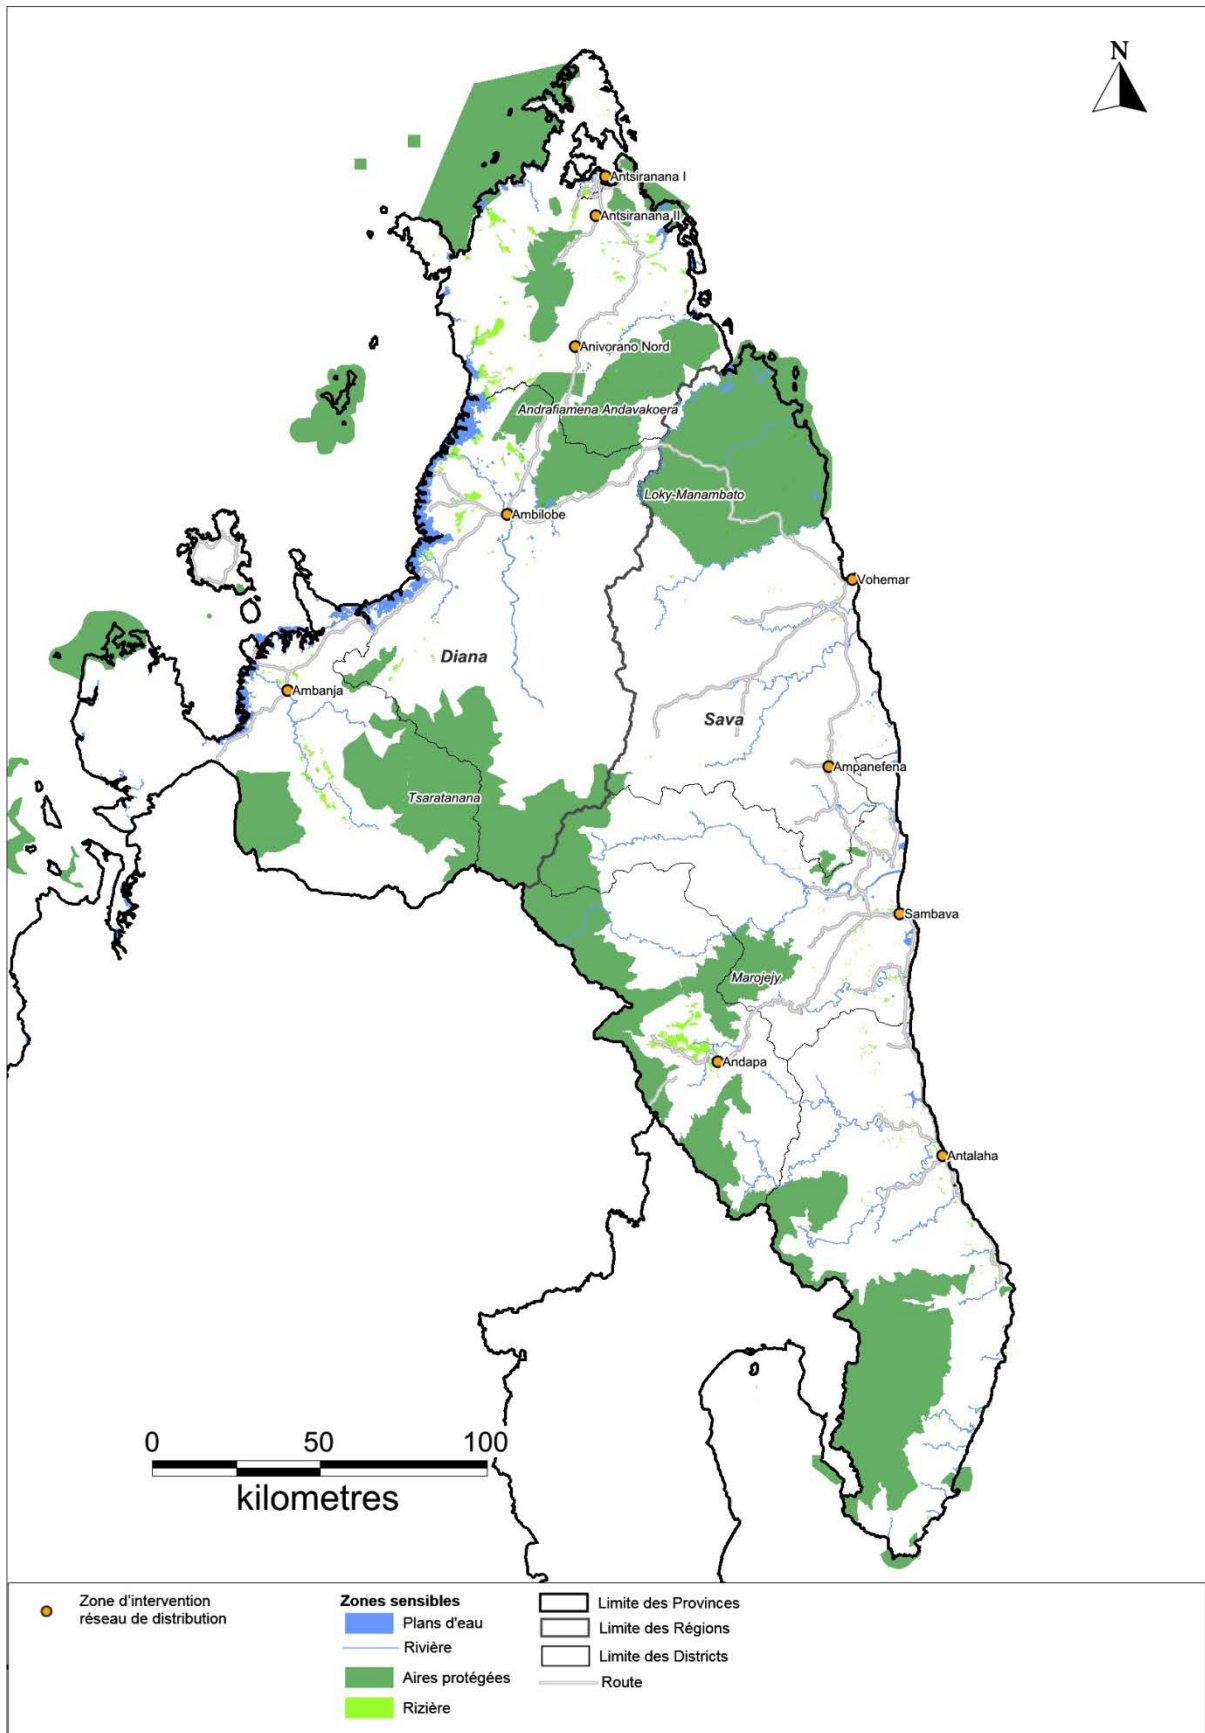 N
Antsiranana I
Antsiranana II
Anivorano Nord
Andrafiamena Andavakoera
Loky-Manambato
Ambilobe
Vohemar
Diana
Ambanja
Sava
Ampanefena
Tsaratanana
Sambava
Marojejy
Andapa
Antalaha
0 50 100
kilometres
Zone d'intervention
réseau de distribution
Zones sensibles
Plans d'eau
Rivière
Aires protégées
Rizière
Limite des Provinces
Limite des Régions
Limite des Districts
Route